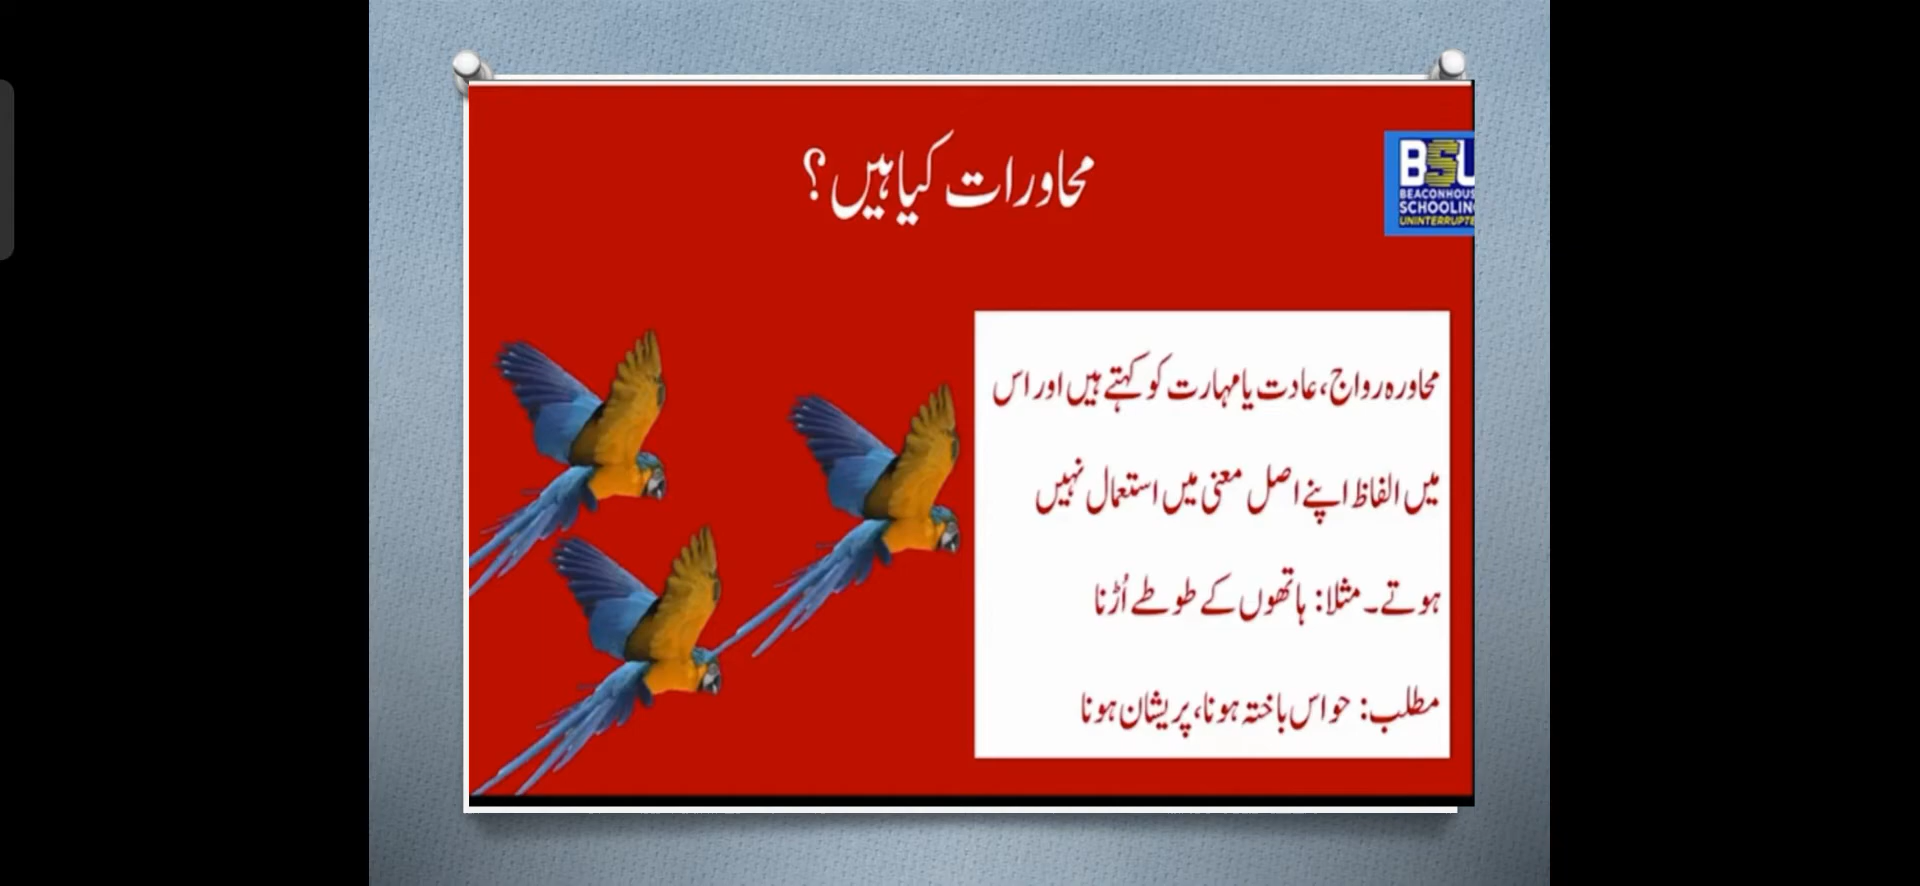 محاورات کیا ہیں؟
BSU
BEACONHOUS
SCHOOLING
UNINTERRUPTE
محاورہ رواج، عادت یا مہارت کو کہتے ہیں اور اس
میں الفاظ اپنے اصل معنی میں استعمال نہیں
ہوتے۔ مثلا: ہاتھوں کے طوطے اُڑنا
مطلب: حواس باختہ ہونا، پریشان ہونا